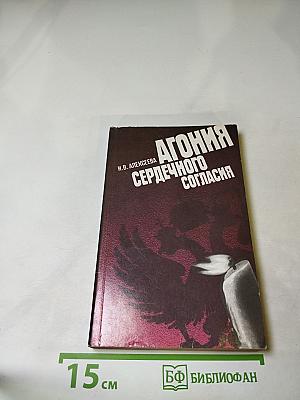 И.В. АЛЕКСЕЕВА
АГОНИЯ
СЕРДЕЧНОГО
СОГЛАСИЯ
15 см
БФ БИБЛИОФАН